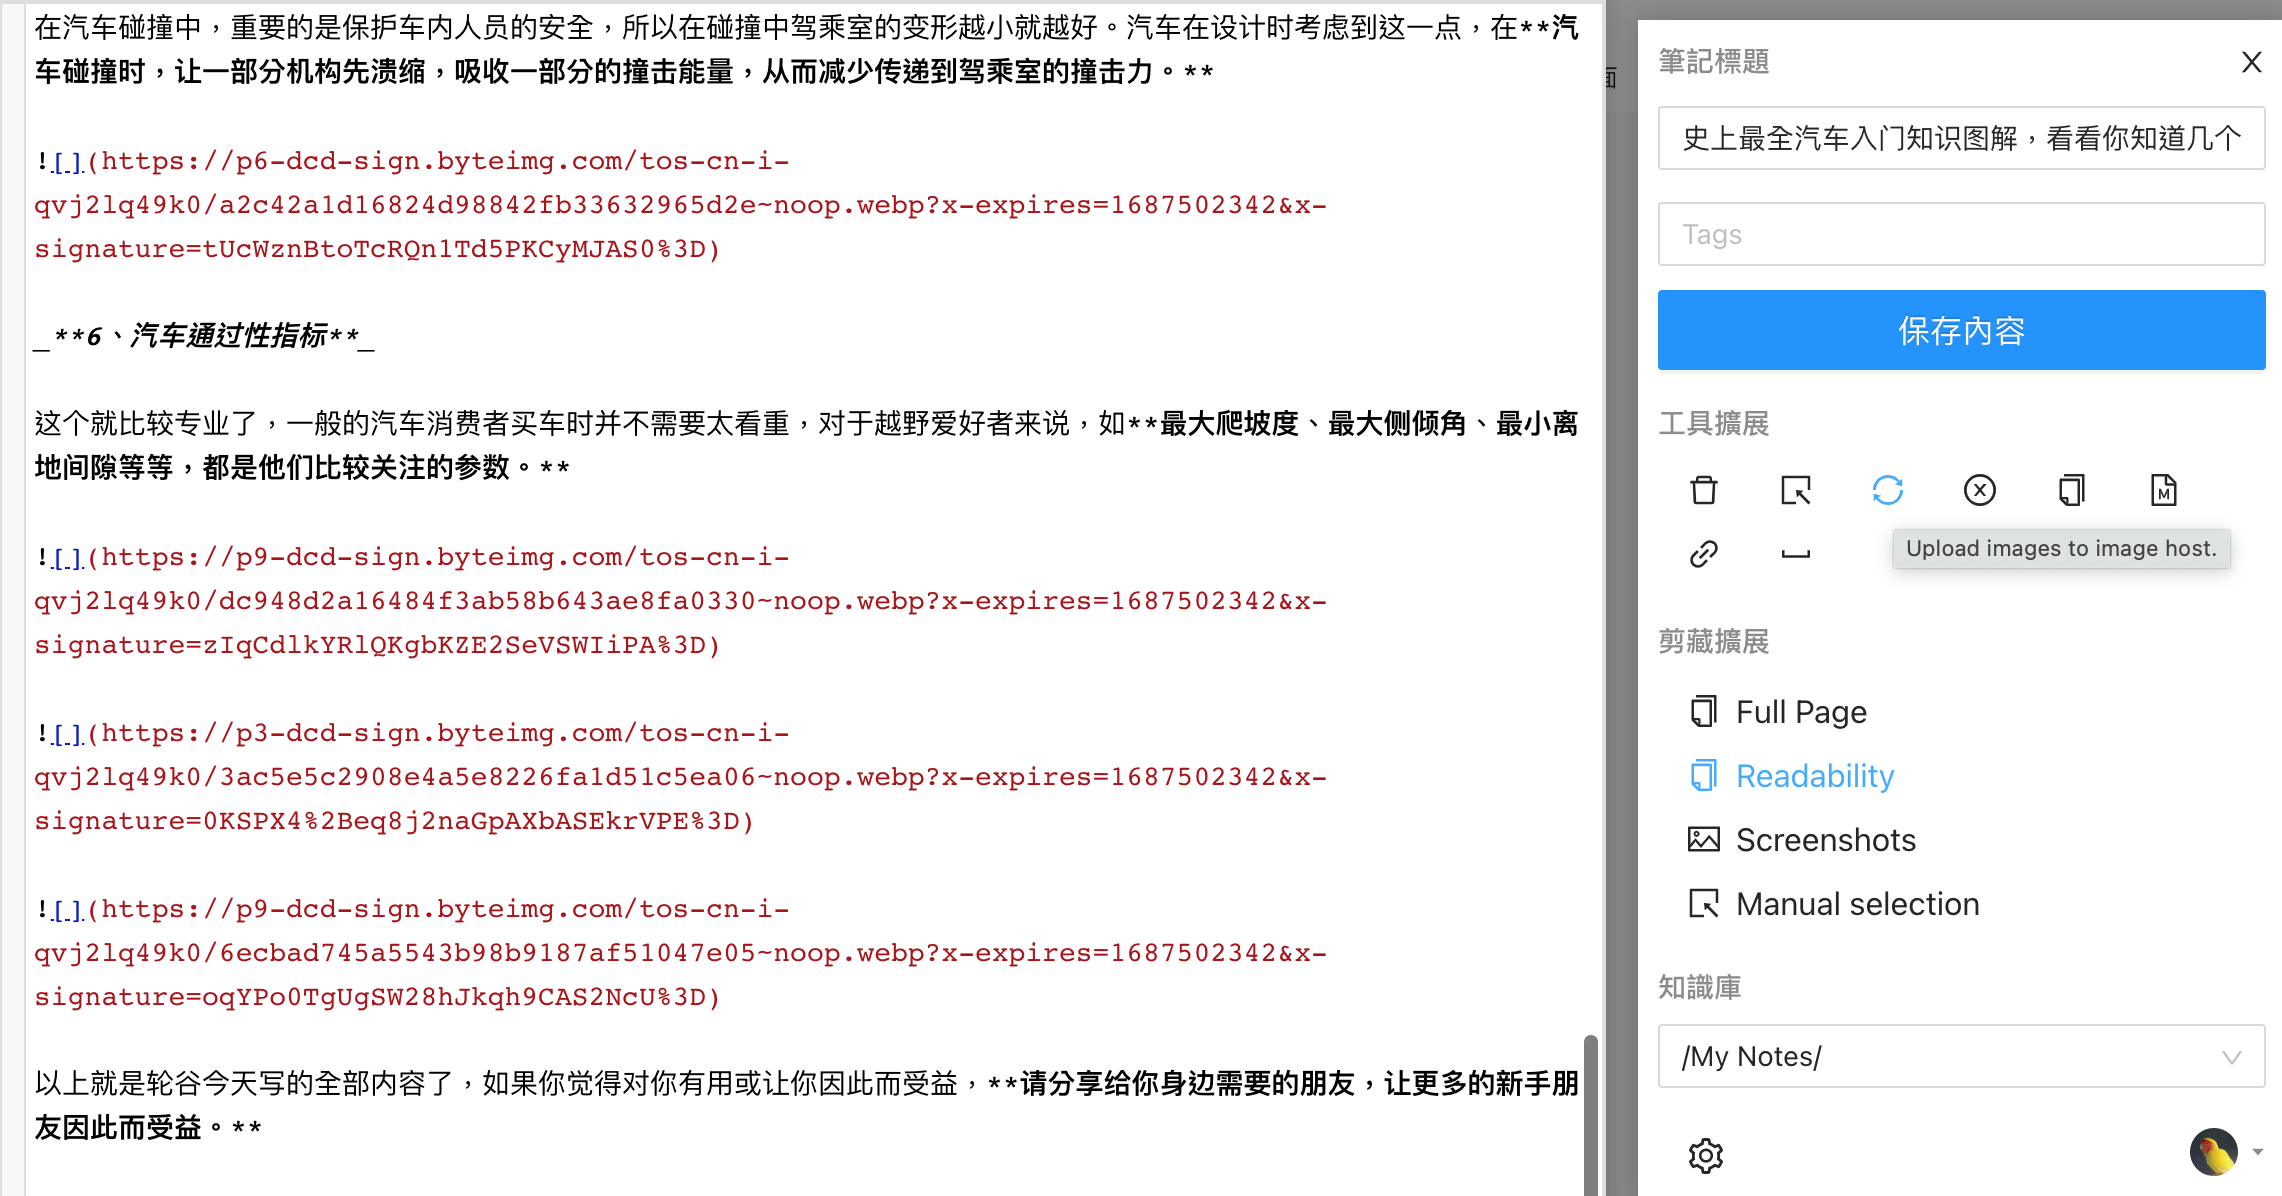 在汽车碰撞中，重要的是保护车内人员的安全，所以在碰撞中驾乘室的变形越小就越好。汽车在设计时考虑到这一点，在**汽
车碰撞时，让一部分机构先溃缩，吸收一部分的撞击能量，从而减少传递到驾乘室的撞击力。**
![](https://p6-dcd-sign.byteimg.com/tos-cn-i-
qvj2lq49k0/a2c42a1d16824d98842fb33632965d2e~noop.webp?x-expires=1687502342&x-
signature=tUcWznBtoTcRQn1Td5PKCyMJAS0%3D)
_**6、汽车通过性指标**_
这个就比较专业了，一般的汽车消费者买车时并不需要太看重，对于越野爱好者来说，如**最大爬坡度、最大侧倾角、最小离
地间隙等等，都是他们比较关注的参数。**
![](https://p9-dcd-sign.byteimg.com/tos-cn-i-
qvj2lq49k0/dc948d2a16484f3ab58b643ae8fa0330~noop.webp?x-expires=1687502342&x-
signature=zIqCdlkYRlQKgbKZE2SeVSWIiPA%3D)
![](https://p3-dcd-sign.byteimg.com/tos-cn-i-
qvj2lq49k0/3ac5e5c2908e4a5e8226fa1d51c5ea06~noop.webp?x-expires=1687502342&x-
signature=0KSPX4%2Beq8j2naGpAXbASEkrVPE%3D)
![](https://p9-dcd-sign.byteimg.com/tos-cn-i-
qvj2lq49k0/6ecbad745a5543b98b9187af51047e05~noop.webp?x-expires=1687502342&x-
signature=oqYPo0TgUgSW28hJkqh9CAS2NcU%3D)
以上就是轮谷今天写的全部内容了，如果你觉得对你有用或让你因此而受益，**请分享给你身边需要的朋友，让更多的新手朋
友因此而受益。**
筆記標題
史上最全汽车入门知识图解，看看你知道几个
Tags
保存內容
工具擴展
Upload images to image host.
剪藏擴展
Full Page
Readability
Screenshots
Manual selection
知識庫
/My Notes/